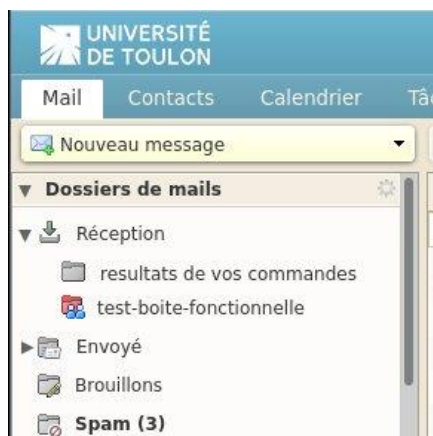 UNIVERSITÉ
DE TOULON
Mail Contacts Calendrier Tâ
Nouveau message
Dossiers de mails
Réception
resultats de vos commandes
test-boite-fonctionnelle
Envoyé
Brouillons
Spam (3)